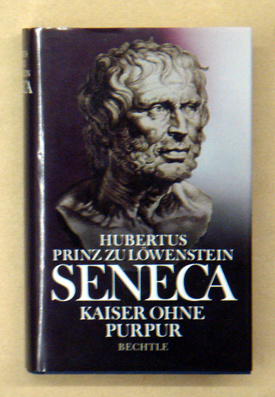 HUBERTUS
PRINZ ZU LÖWENSTEIN
SENECA
KAISER OHNE
PURPUR
BECHTLE